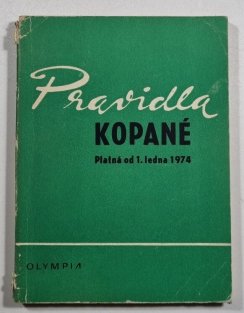 Pravidla
KOPANÉ
Platná od 1. ledna 1974
OLYMPIA